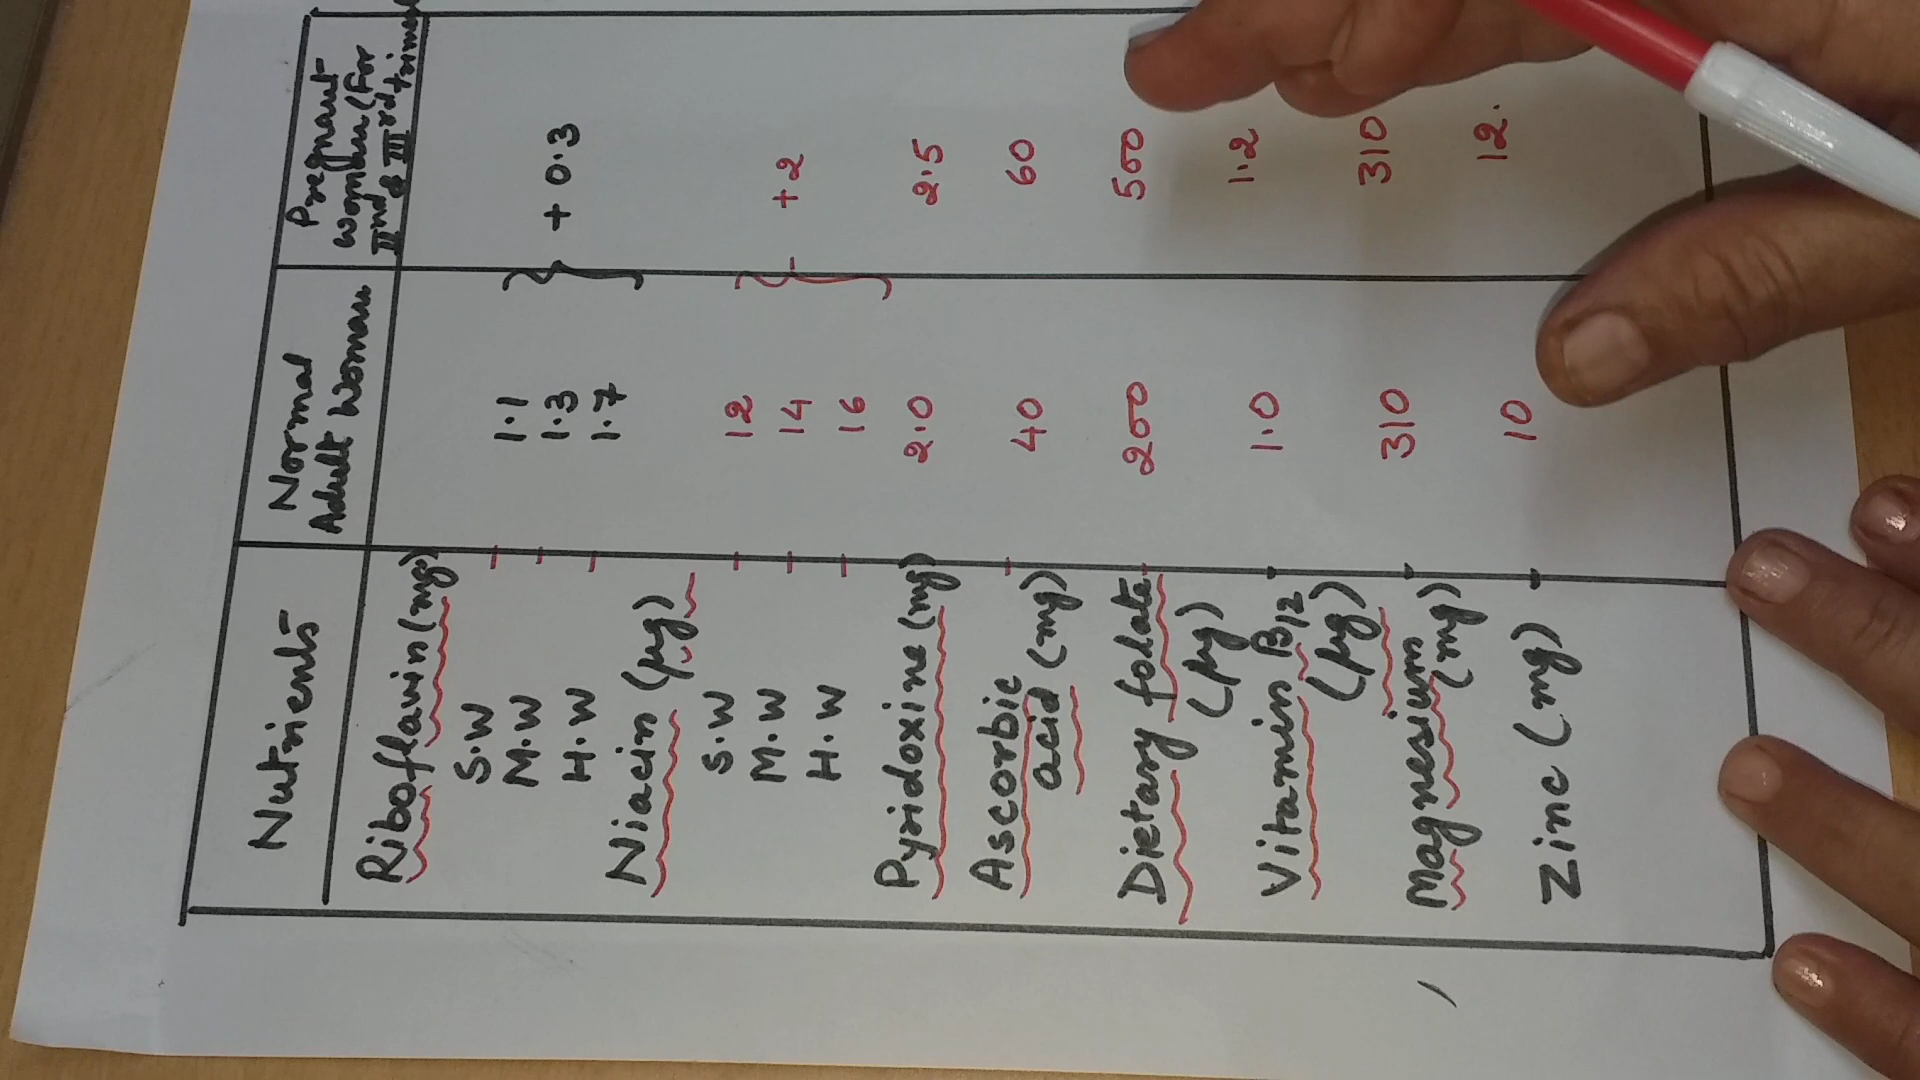 Nutrients
Normal
Adult Woman
Pregnant
Woman (For
IInd & IIIrd trimes
Riboflavin (mg)
S.W 1.1
M.W 1.3 + 0.3
H.W 1.7
Niacin (μg)
S.W 12
M.W 14 + 2
H.W 16
Pyridoxine (mg) 2.0 2.5
Ascorbic 40 60
acid (mg)
Dietary folate 200 500
(μg)
Vitamin B12 1.0 1.2
(μg)
Magnesium 310 310
(mg)
Zinc (mg) 10 12.